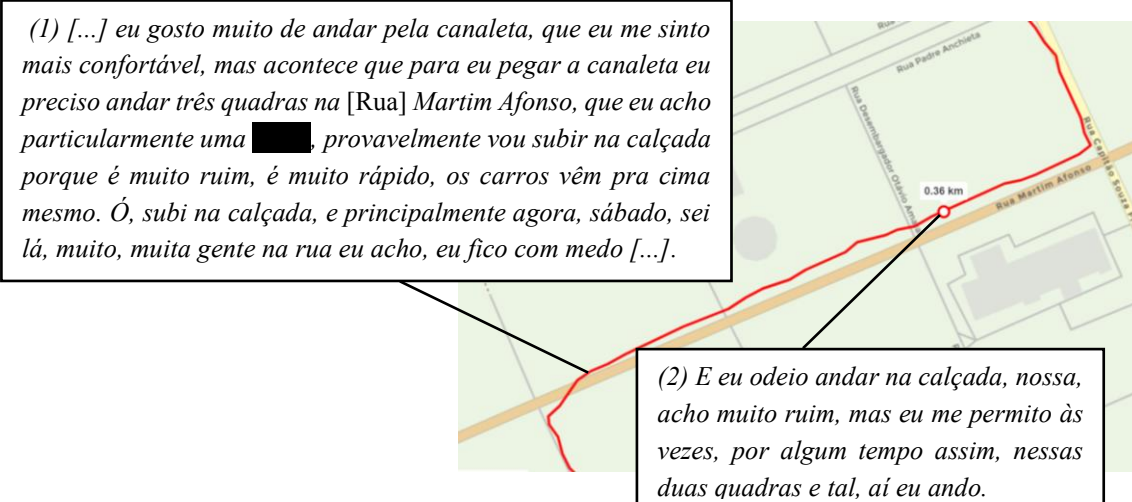 (1) [...] eu gosto muito de andar pela canaleta, que eu me sinto
mais confortável, mas acontece que para eu pegar a canaleta eu
preciso andar três quadras na [Rua] Martim Afonso, que eu acho
particularmente uma , provavelmente vou subir na calçada
porque é muito ruim, é muito rápido, os carros vêm pra cima
mesmo. Ó, subi na calçada, e principalmente agora, sábado, sei
lá, muito, muita gente na rua eu acho, eu fico com medo [...].
Rua
Rua Padre Anchieta
Rua Desembargador Otávio Amaral
Rua Capitão Souza F
0.36 km
Rua Martim Afonso
(2) E eu odeio andar na calçada, nossa,
acho muito ruim, mas eu me permito às
vezes, por algum tempo assim, nessas
duas quadras e tal, aí eu ando.